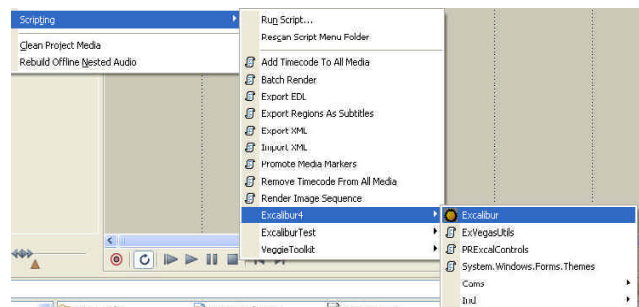 Scripting
Clean Project Media
Rebuild Offline Nested Audio
Run Script...
Rescan Script Menu Folder
Add Timecode To All Media
Batch Render
Export EDL
Export Regions As Subtitles
Export XML
Import XML
Promote Media Markers
Remove Timecode From All Media
Render Image Sequence
Excalibur4
ExcaliburTest
VeggieToolkit
Excalibur
ExVegasUtils
PRExcalControls
System.Windows.Forms.Themes
Cams